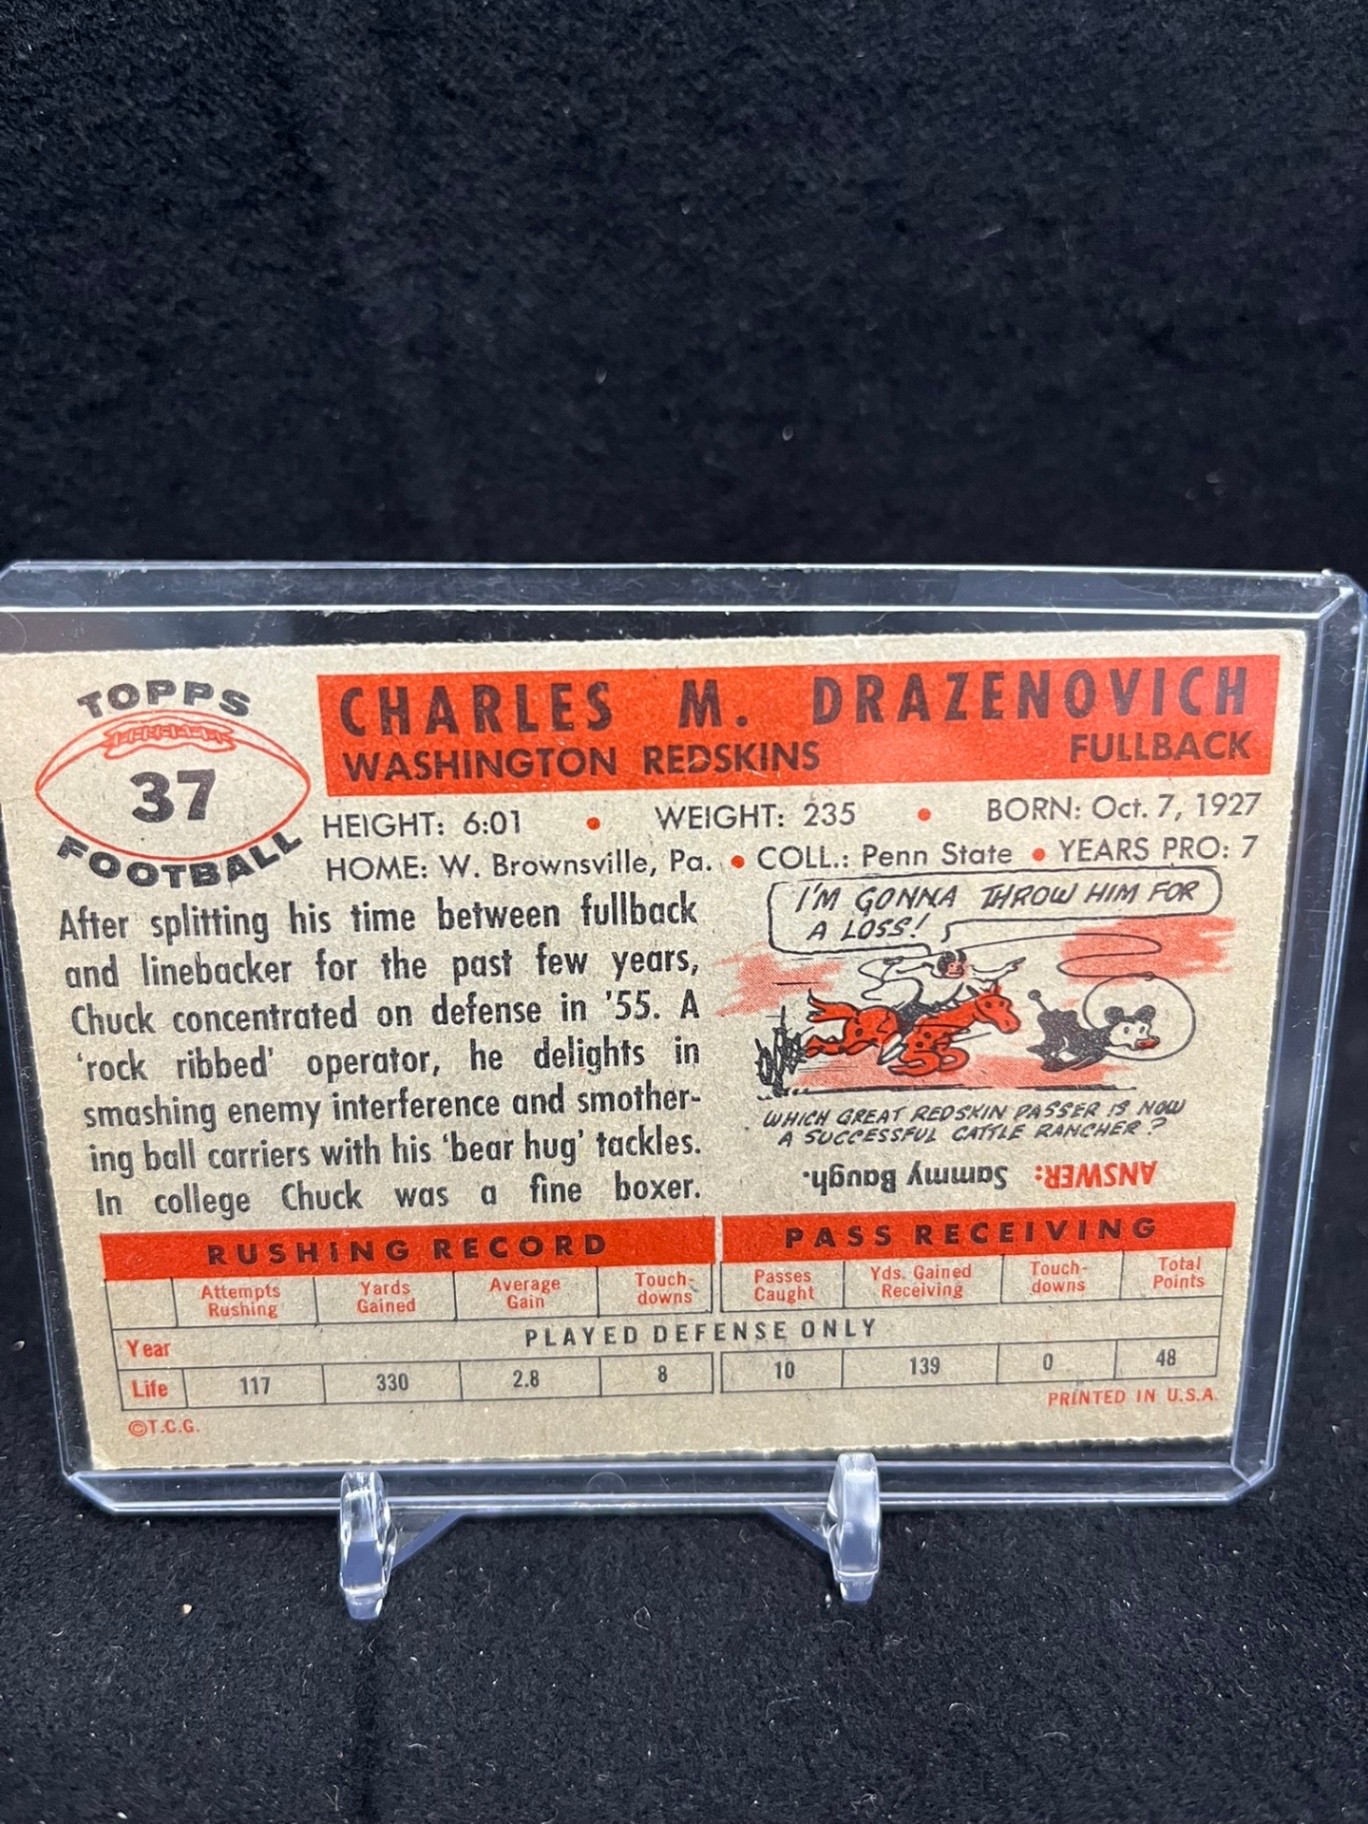 TOPPS
37
FOOTBALL
CHARLES M. DRAZENOVICH
WASHINGTON REDSKINS FULLBACK
HEIGHT: 6:01 • WEIGHT: 235 • BORN: Oct. 7, 1927
HOME: W. Brownsville, Pa. • COLL.: Penn State • YEARS PRO: 7
After splitting his time between fullback
and linebacker for the past few years,
Chuck concentrated on defense in '55. A
'rock ribbed' operator, he delights in
smashing enemy interference and smother-
ing ball carriers with his 'bear hug' tackles.
In college Chuck was a fine boxer.
I'M GONNA THROW HIM FOR
A LOSS!
WHICH GREAT REDSKIN PASSER IS NOW
A SUCCESSFUL CATTLE RANCHER?
ANSWER: Sammy Baugh.
RUSHING RECORD PASS RECEIVING
Attempts Yards Average Touch- Passes Yds. Gained Touch- Total
Rushing Gained Gain downs Caught Receiving downs Points
Year PLAYED DEFENSE ONLY
Life 117 330 2.8 8 10 139 0 48
©T.C.G. PRINTED IN U.S.A.